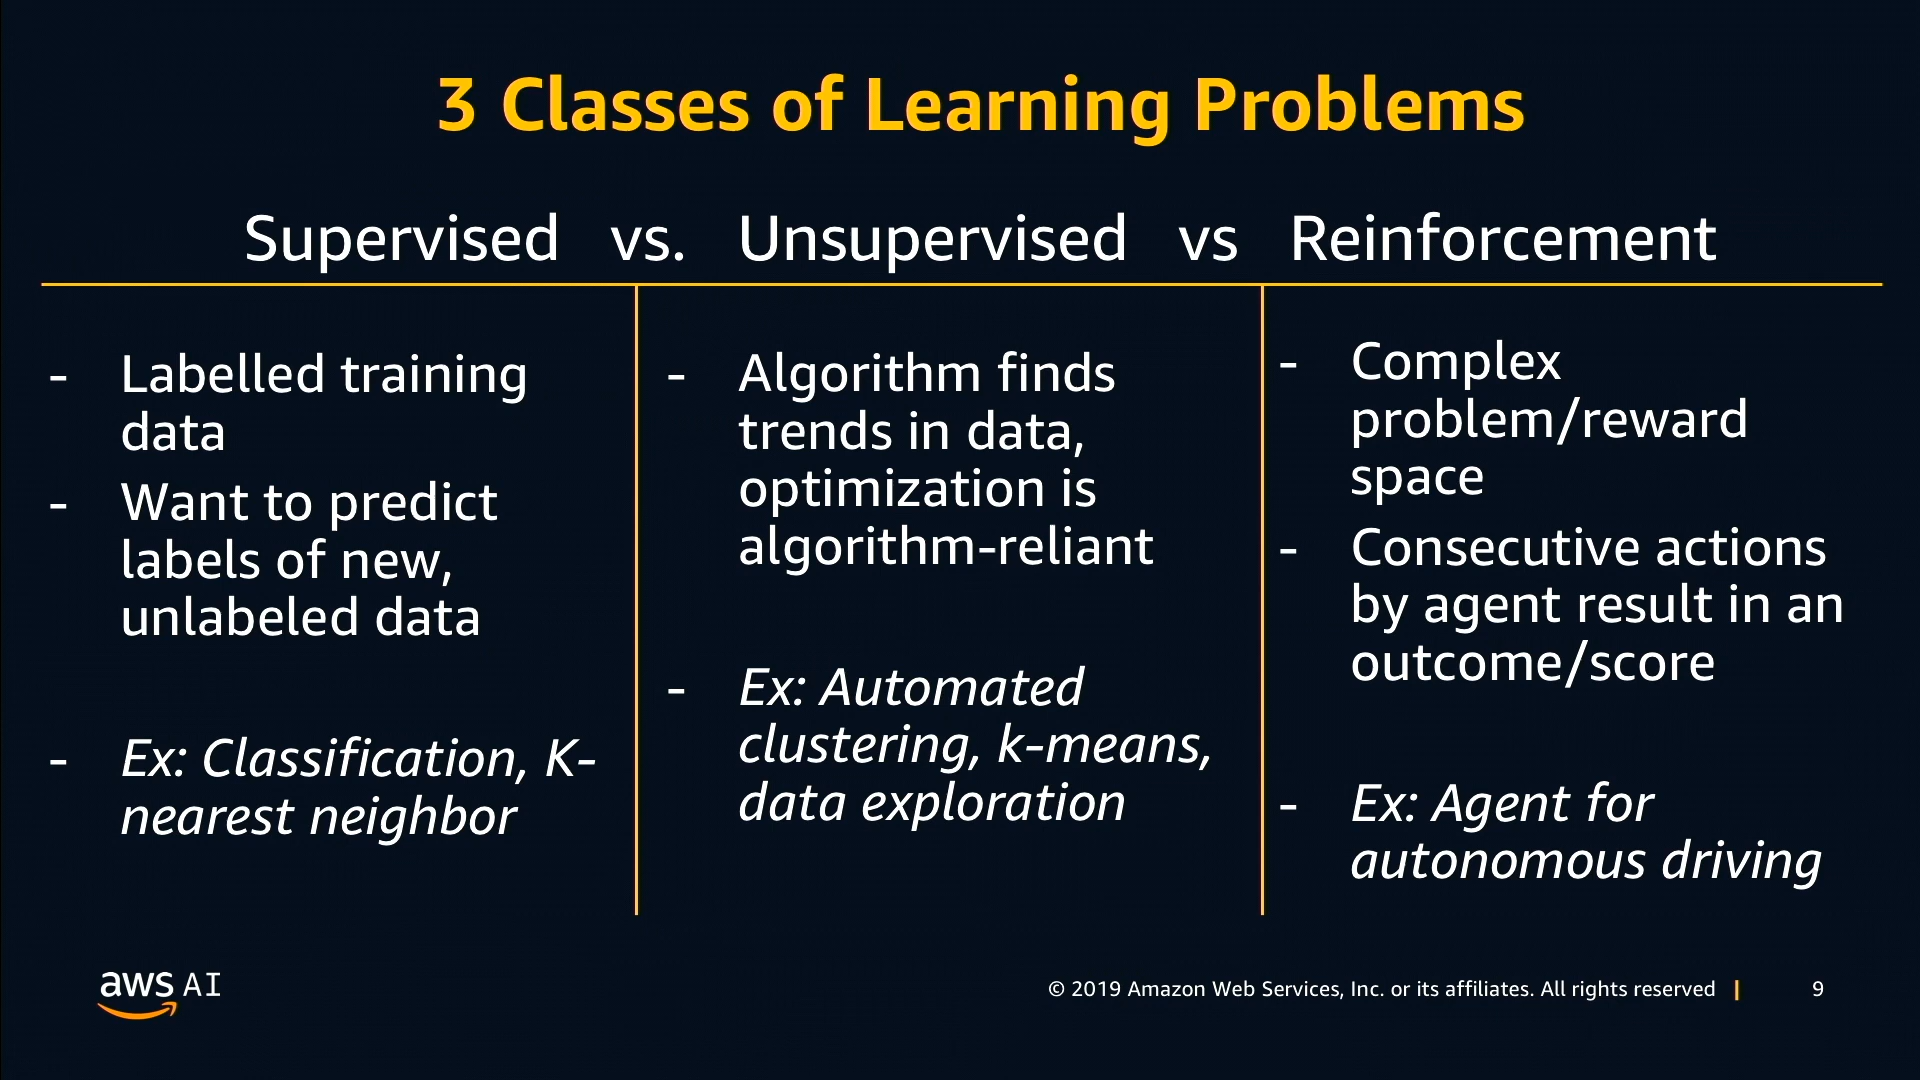 3 Classes of Learning Problems
Supervised vs. Unsupervised vs Reinforcement
- Labelled training
data
- Want to predict
labels of new,
unlabeled data
- Ex: Classification, K-
nearest neighbor
- Algorithm finds
trends in data,
optimization is
algorithm-reliant
- Ex: Automated
clustering, k-means,
data exploration
- Complex
problem/reward
space
- Consecutive actions
by agent result in an
outcome/score
- Ex: Agent for
autonomous driving
aws AI
© 2019 Amazon Web Services, Inc. or its affiliates. All rights reserved | 9